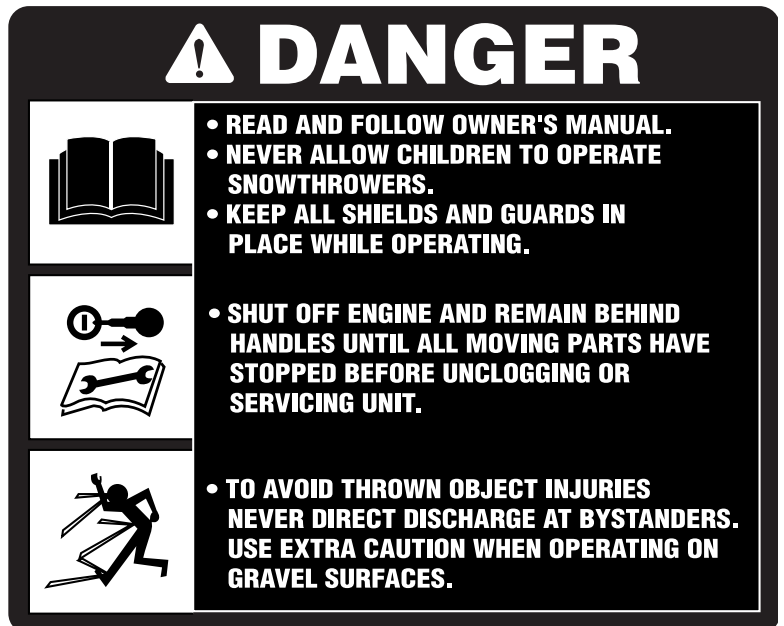 DANGER
• READ AND FOLLOW OWNER'S MANUAL.
• NEVER ALLOW CHILDREN TO OPERATE
SNOWTHROWERS.
• KEEP ALL SHIELDS AND GUARDS IN
PLACE WHILE OPERATING.
• SHUT OFF ENGINE AND REMAIN BEHIND
HANDLES UNTIL ALL MOVING PARTS HAVE
STOPPED BEFORE UNCLOGGING OR
SERVICING UNIT.
• TO AVOID THROWN OBJECT INJURIES
NEVER DIRECT DISCHARGE AT BYSTANDERS.
USE EXTRA CAUTION WHEN OPERATING ON
GRAVEL SURFACES.